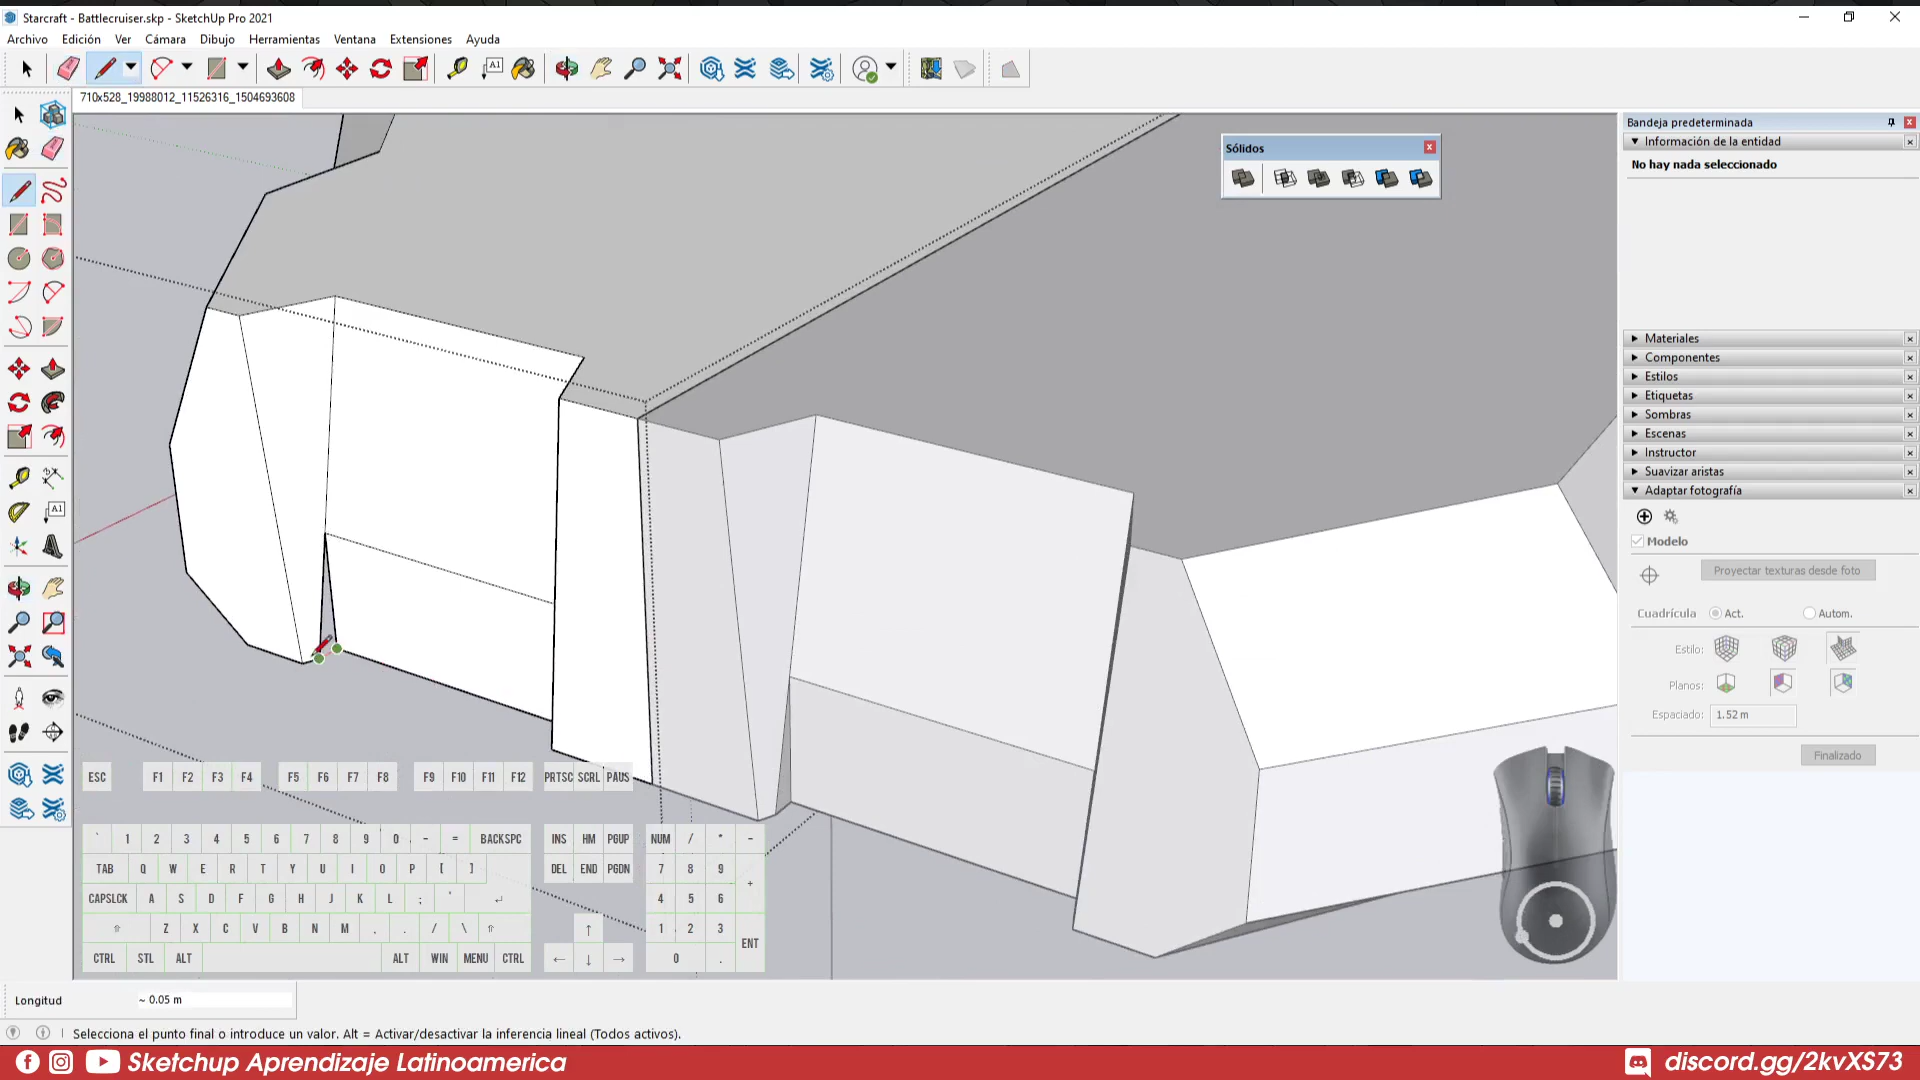 Starcraft - Battlecruiser.skp - SketchUp Pro 2021
Archivo Edición Ver Cámara Dibujo Herramientas Ventana Extensiones Ayuda
710x528_19988012_11526316_1504693608
Sólidos
Bandeja predeterminada
Información de la entidad
No hay nada seleccionado
Materiales
Componentes
Estilos
Etiquetas
Sombras
Escenas
Instructor
Suavizar aristas
Adaptar fotografía
Modelo
Proyectar texturas desde foto
Cuadrícula Act. Autom.
Estilo:
Planos:
Espaciado: 1.52 m
Finalizado
ESC F1 F2 F3 F4 F5 F6 F7 F8 F9 F10 F11 F12 PRTSC SCRL PAUS
` 1 2 3 4 5 6 7 8 9 0 - = BACKSPC INS HM PGUP NUM / * -
TAB Q W E R T Y U I O P [ ] DEL END PGDN 7 8 9 +
CAPSLCK A S D F G H J K L ; ' ↵ 4 5 6
⇧ Z X C V B N M , . / \ ⇧ ↑ 1 2 3 ENT
CTRL STL ALT ALT WIN MENU CTRL ← ↓ → 0 .
Longitud ~ 0.05 m
Selecciona el punto final o introduce un valor. Alt = Activar/desactivar la inferencia lineal (Todos activos).
Sketchup Aprendizaje Latinoamerica
discord.gg/2kvXS73